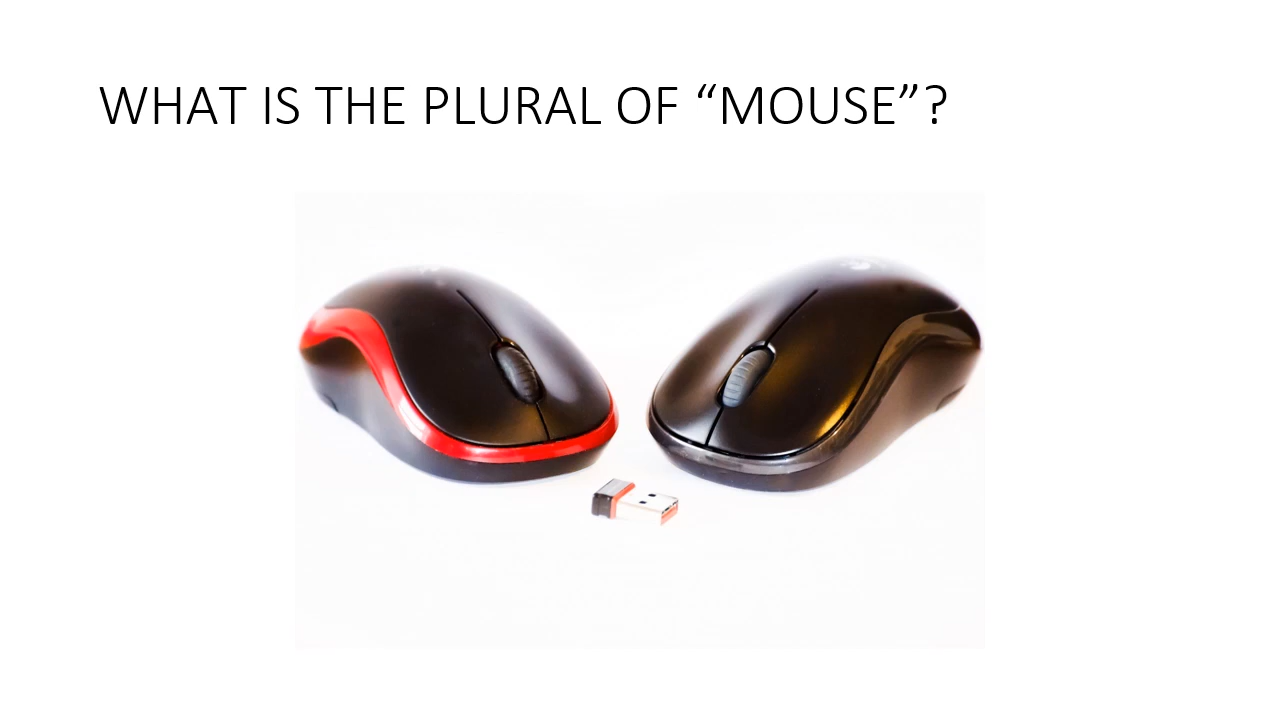 WHAT IS THE PLURAL OF “MOUSE”?